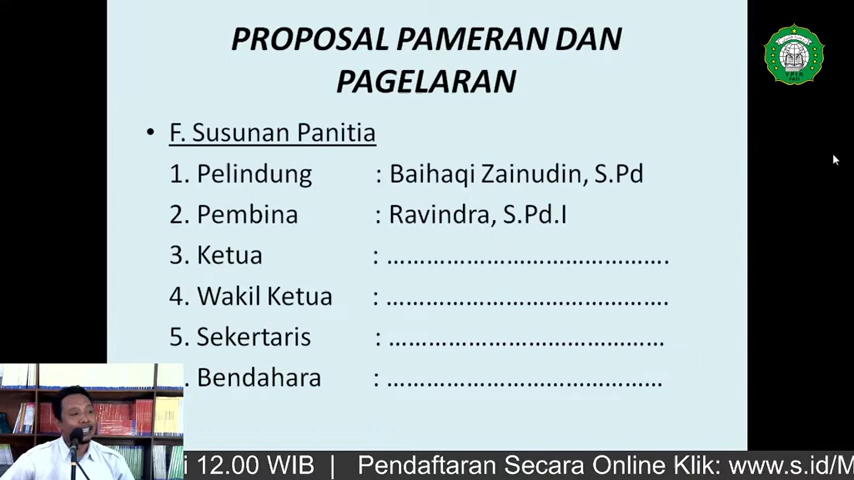 PROPOSAL PAMERAN DAN
PAGELARAN
• F. Susunan Panitia
1. Pelindung : Baihaqi Zainudin, S.Pd
2. Pembina : Ravindra, S.Pd.I
3. Ketua : ……………………………………….
4. Wakil Ketua : ……………………………………….
5. Sekertaris : ………………………………………
. Bendahara : ………………………………………
i 12.00 WIB | Pendaftaran Secara Online Klik: www.s.id/M